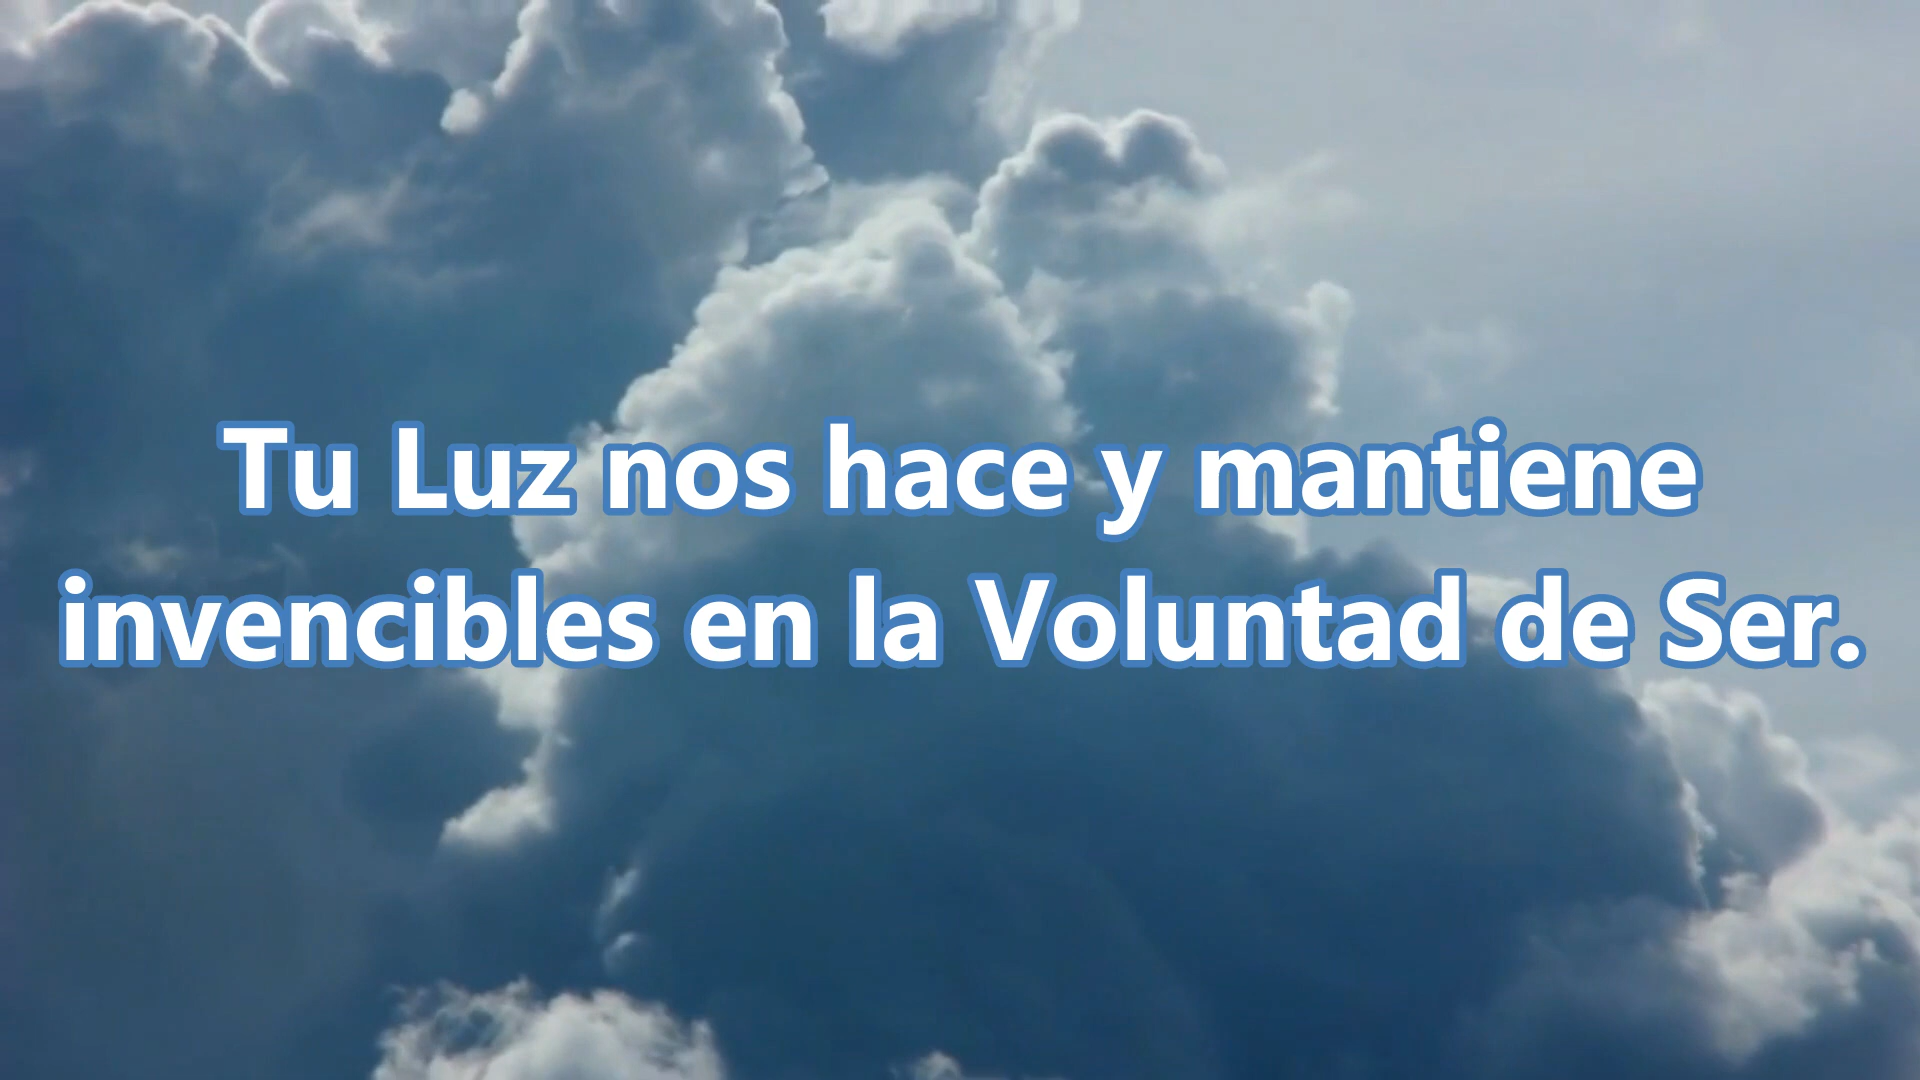 Tu Luz nos hace y mantiene
invencibles en la Voluntad de Ser.